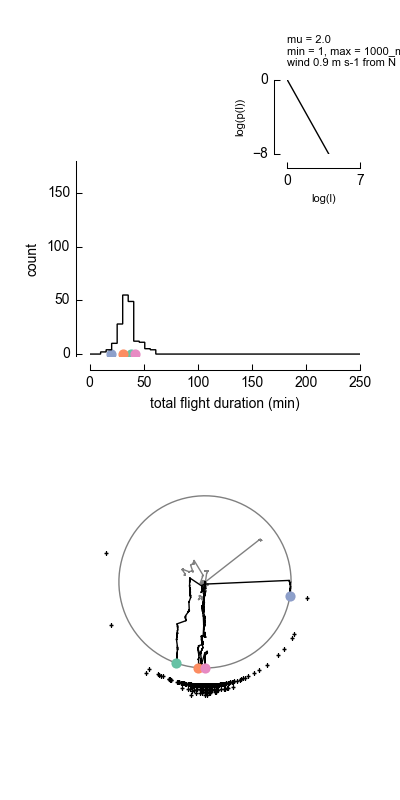 mu = 2.0
min = 1, max = 1000_m
wind 0.9 m s-1 from N
0
log(p(l))
−8
0
7
log(l)
150
100
50
0
count
0
50
100
150
200
250
total flight duration (min)